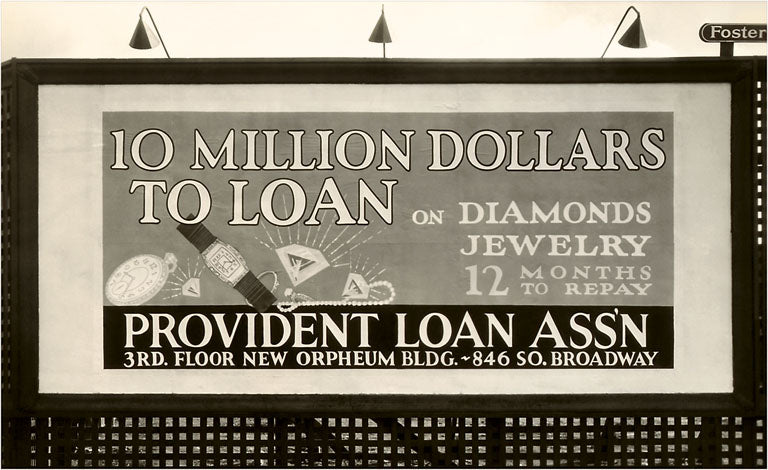 Foster
10 MILLION DOLLARS
TO LOAN ON DIAMONDS
JEWELRY
12 MONTHS
TO REPAY
PROVIDENT LOAN ASS'N
3RD. FLOOR NEW ORPHEUM BLDG. ~ 846 SO. BROADWAY